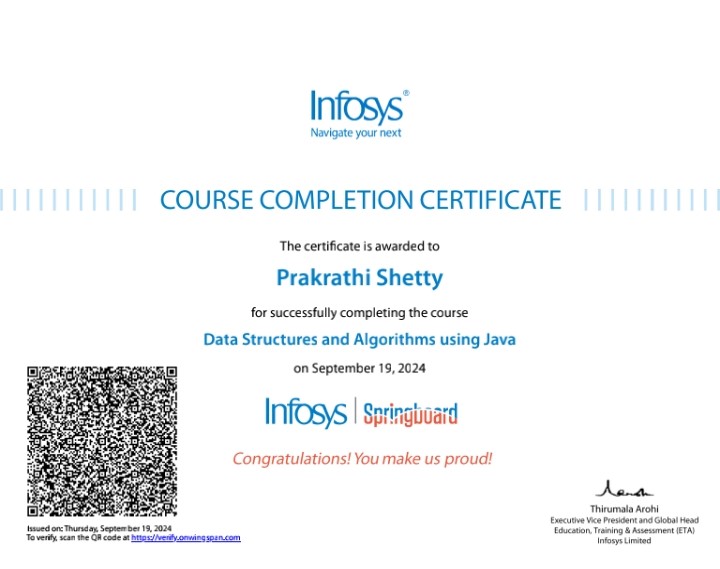 Infosys®
Navigate your next
COURSE COMPLETION CERTIFICATE
The certificate is awarded to
Prakrathi Shetty
for successfully completing the course
Data Structures and Algorithms using Java
on September 19, 2024
Infosys | Springboard
Congratulations! You make us proud!
Issued on: Thursday, September 19, 2024
To verify, scan the QR code at https://verify.onwingspan.com
Thirumala Arohi
Executive Vice President and Global Head
Education, Training & Assessment (ETA)
Infosys Limited